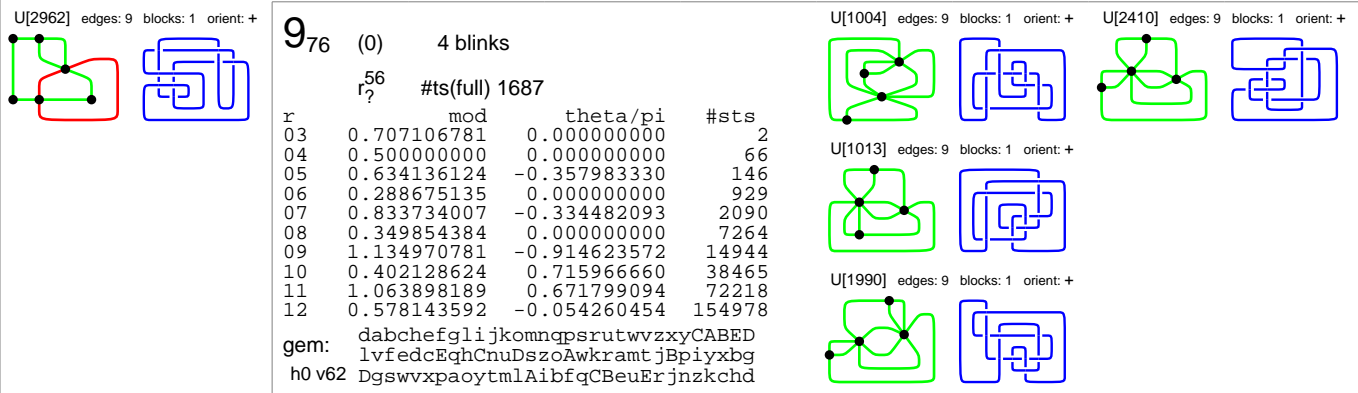 U[2962] edges: 9 blocks: 1 orient: +
9₇₆ (0) 4 blinks
r⁵⁶? #ts(full) 1687
r mod theta/pi #sts
03 0.707106781 0.000000000 2
04 0.500000000 0.000000000 66
05 0.634136124 -0.357983330 146
06 0.288675135 0.000000000 929
07 0.833734007 -0.334482093 2090
08 0.349854384 0.000000000 7264
09 1.134970781 -0.914623572 14944
10 0.402128624 0.715966660 38465
11 1.063898189 0.671799094 72218
12 0.578143592 -0.054260454 154978
gem: dabchefglijkomnqpsrutwvzxyCABED
lvfedcEqhCnuDszoAwkramtjBpiyxbg
h0 v62 DgswvxpaoytmlAibfqCBeuErjnzkchd
U[1004] edges: 9 blocks: 1 orient: +
U[1013] edges: 9 blocks: 1 orient: +
U[1990] edges: 9 blocks: 1 orient: +
U[2410] edges: 9 blocks: 1 orient: +